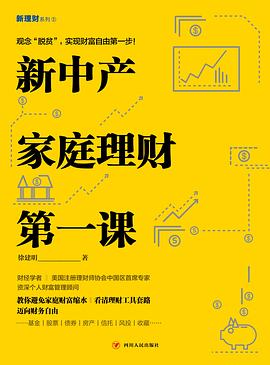 新理财系列②
观念“脱贫”，实现财富自由第一步！
新中产
家庭理财
第一课
徐建明 著
财经学者｜美国注册理财师协会中国区首席专家
资深个人财富管理顾问
教你避免家庭财富缩水｜看清理财工具套路
迈向财务自由
——基金｜股票｜债券｜房产｜信托｜风投｜收藏……
四川人民出版社